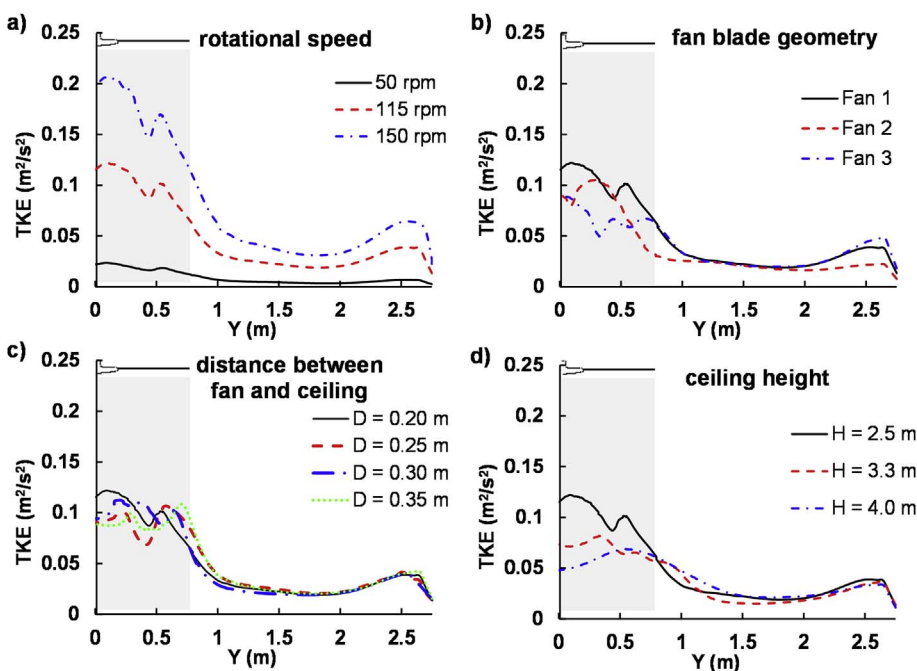 a)
rotational speed
0.25
0.2
0.15
0.1
0.05
0
TKE (m²/s²)
50 rpm
115 rpm
150 rpm
0 0.5 1 1.5 2 2.5
Y (m)
b)
fan blade geometry
0.25
0.2
0.15
0.1
0.05
0
TKE (m²/s²)
Fan 1
Fan 2
Fan 3
0 0.5 1 1.5 2 2.5
Y (m)
c)
distance between
fan and ceiling
0.25
0.2
0.15
0.1
0.05
0
TKE (m²/s²)
D = 0.20 m
D = 0.25 m
D = 0.30 m
D = 0.35 m
0 0.5 1 1.5 2 2.5
Y (m)
d)
ceiling height
0.25
0.2
0.15
0.1
0.05
0
TKE (m²/s²)
H = 2.5 m
H = 3.3 m
H = 4.0 m
0 0.5 1 1.5 2 2.5
Y (m)